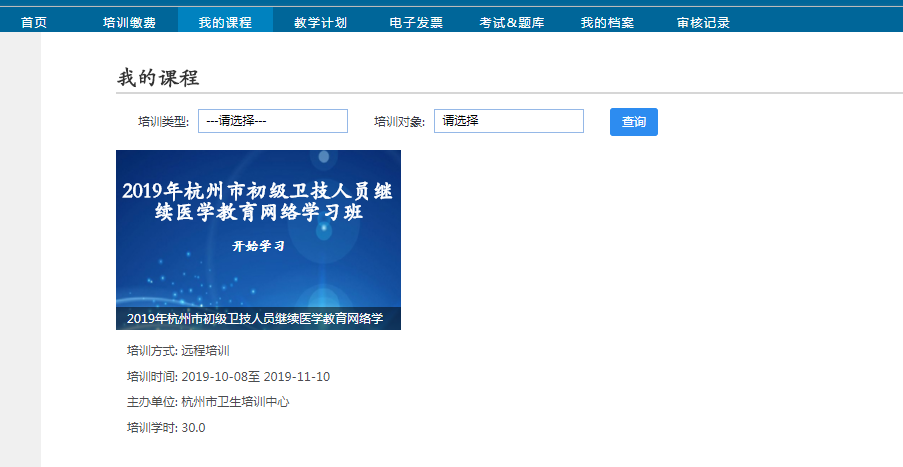 首页 培训缴费 我的课程 教学计划 电子发票 考试&题库 我的档案 审核记录
我的课程
培训类型: ---请选择--- 培训对象: 请选择 查询
2019年杭州市初级卫技人员继
续医学教育网络学习班
开始学习
2019年杭州市初级卫技人员继续医学教育网络学
培训方式: 远程培训
培训时间: 2019-10-08至 2019-11-10
主办单位: 杭州市卫生培训中心
培训学时: 30.0